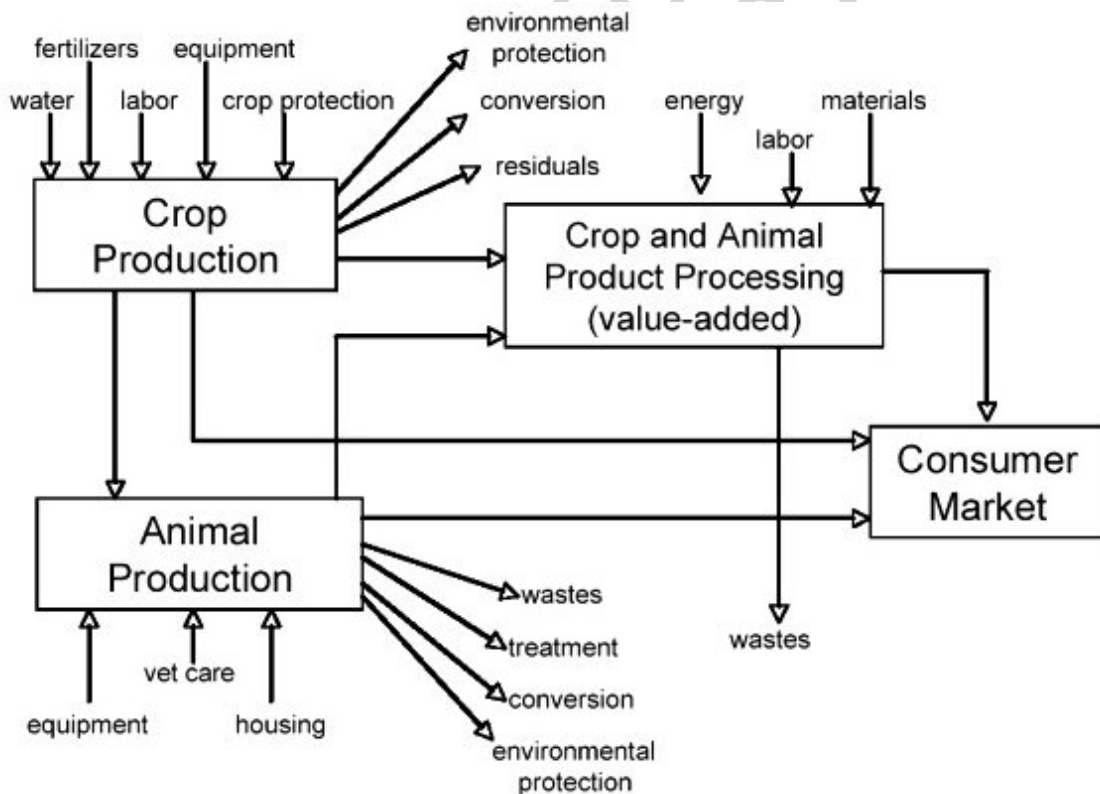 environmental
protection
fertilizers
equipment
water
labor
crop protection
conversion
energy
materials
labor
residuals
Crop
Production
Crop and Animal
Product Processing
(value-added)
Consumer
Market
Animal
Production
wastes
treatment
wastes
vet care
conversion
equipment
housing
environmental
protection